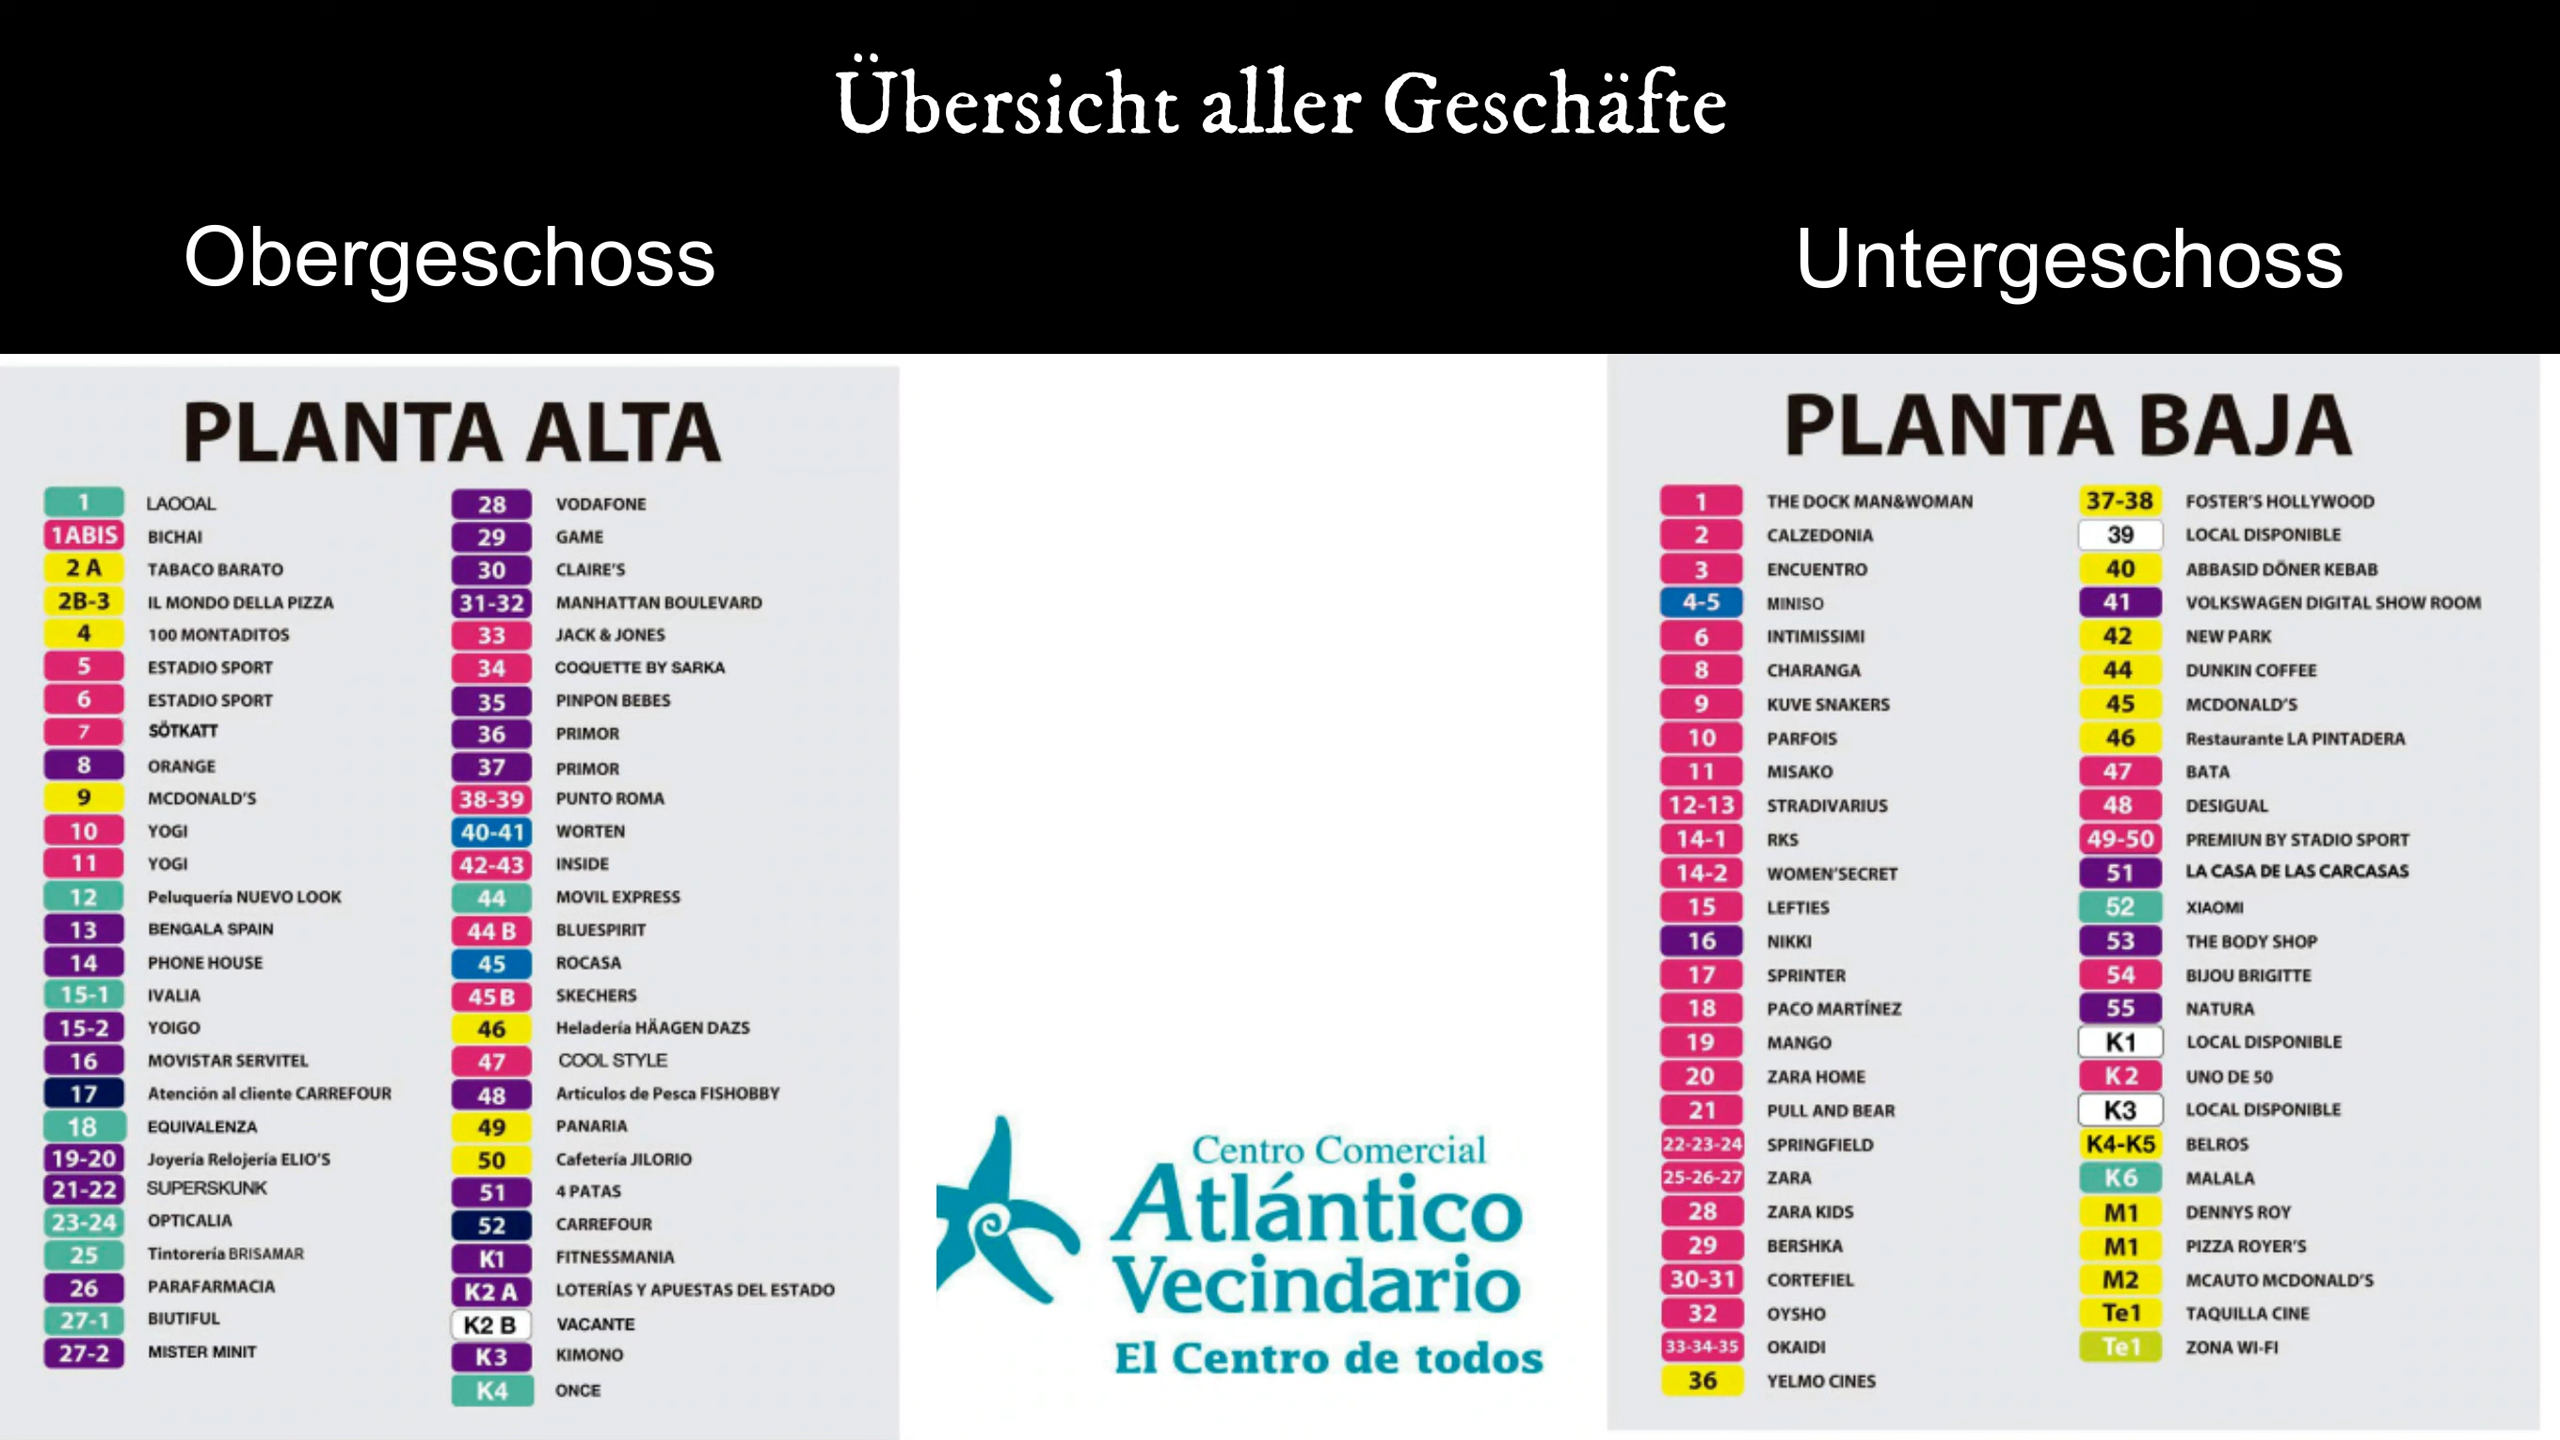 Übersicht aller Geschäfte
Obergeschoss
Untergeschoss
PLANTA ALTA
1 LAOOAL
1ABIS BICHAI
2 A TABACO BARATO
2B-3 IL MONDO DELLA PIZZA
4 100 MONTADITOS
5 ESTADIO SPORT
6 ESTADIO SPORT
7 SÖTKATT
8 ORANGE
9 MCDONALD'S
10 YOGI
11 YOGI
12 Peluquería NUEVO LOOK
13 BENGALA SPAIN
14 PHONE HOUSE
15-1 IVALIA
15-2 YOIGO
16 MOVISTAR SERVITEL
17 Atención al cliente CARREFOUR
18 EQUIVALENZA
19-20 Joyería Relojería ELIO'S
21-22 SUPERSKUNK
23-24 OPTICALIA
25 Tintorería BRISAMAR
26 PARAFARMACIA
27-1 BIUTIFUL
27-2 MISTER MINIT
28 VODAFONE
29 GAME
30 CLAIRE'S
31-32 MANHATTAN BOULEVARD
33 JACK & JONES
34 COQUETTE BY SARKA
35 PINPON BEBES
36 PRIMOR
37 PRIMOR
38-39 PUNTO ROMA
40-41 WORTEN
42-43 INSIDE
44 MOVIL EXPRESS
44 B BLUESPIRIT
45 ROCASA
45 B SKECHERS
46 Heladería HÄAGEN DAZS
47 COOL STYLE
48 Artículos de Pesca FISHOBBY
49 PANARIA
50 Cafetería JILORIO
51 4 PATAS
52 CARREFOUR
K1 FITNESSMANIA
K2 A LOTERÍAS Y APUESTAS DEL ESTADO
K2 B VACANTE
K3 KIMONO
K4 ONCE
Centro Comercial
Atlántico
Vecindario
El Centro de todos
PLANTA BAJA
1 THE DOCK MAN&WOMAN
2 CALZEDONIA
3 ENCUENTRO
4-5 MINISO
6 INTIMISSIMI
8 CHARANGA
9 KUVE SNAKERS
10 PARFOIS
11 MISAKO
12-13 STRADIVARIUS
14-1 RKS
14-2 WOMEN'SECRET
15 LEFTIES
16 NIKKI
17 SPRINTER
18 PACO MARTÍNEZ
19 MANGO
20 ZARA HOME
21 PULL AND BEAR
22-23-24 SPRINGFIELD
25-26-27 ZARA
28 ZARA KIDS
29 BERSHKA
30-31 CORTEFIEL
32 OYSHO
33-34-35 OKAIDI
36 YELMO CINES
37-38 FOSTER'S HOLLYWOOD
39 LOCAL DISPONIBLE
40 ABBASID DÖNER KEBAB
41 VOLKSWAGEN DIGITAL SHOW ROOM
42 NEW PARK
44 DUNKIN COFFEE
45 MCDONALD'S
46 Restaurante LA PINTADERA
47 BATA
48 DESIGUAL
49-50 PREMIUN BY STADIO SPORT
51 LA CASA DE LAS CARCASAS
52 XIAOMI
53 THE BODY SHOP
54 BIJOU BRIGITTE
55 NATURA
K1 LOCAL DISPONIBLE
K2 UNO DE 50
K3 LOCAL DISPONIBLE
K4-K5 BELROS
K6 MALALA
M1 DENNYS ROY
M1 PIZZA ROYER'S
M2 MCAUTO MCDONALD'S
Te1 TAQUILLA CINE
Te1 ZONA WI-FI